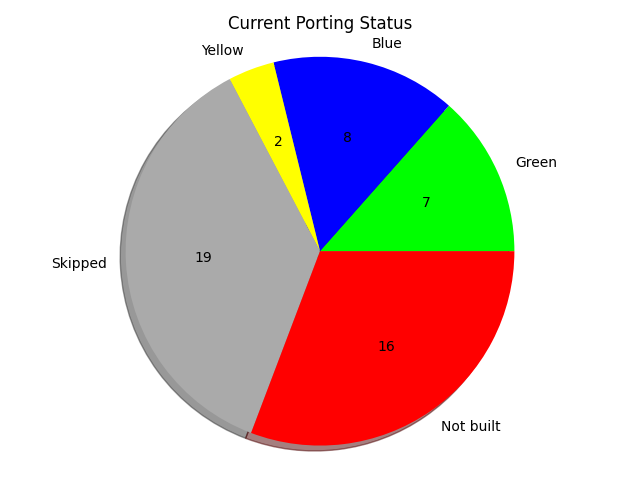 Current Porting Status
Yellow
Blue
Green
Skipped
Not built
2
8
7
19
16